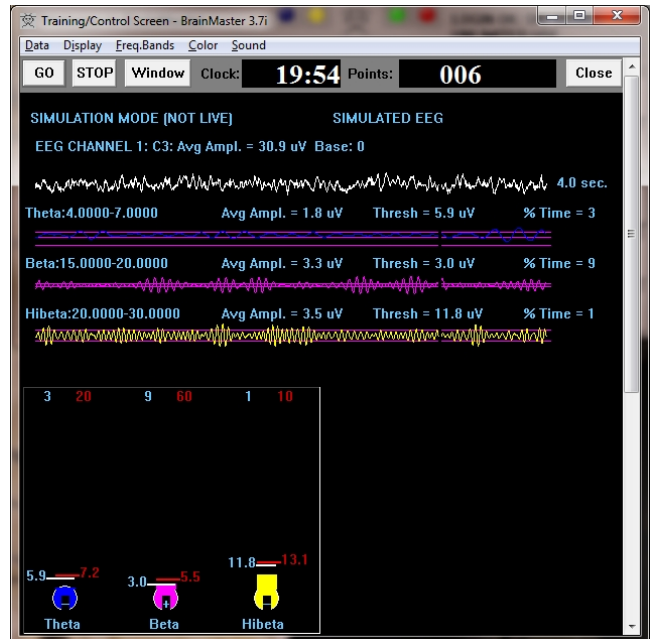 Training/Control Screen - BrainMaster 3.7i
Data Display Freq.Bands Color Sound
GO STOP Window Clock: 19:54 Points: 006 Close
SIMULATION MODE (NOT LIVE) SIMULATED EEG
EEG CHANNEL 1: C3: Avg Ampl. = 30.9 uV Base: 0
4.0 sec.
Theta:4.0000-7.0000 Avg Ampl. = 1.8 uV Thresh = 5.9 uV % Time = 3
Beta:15.0000-20.0000 Avg Ampl. = 3.3 uV Thresh = 3.0 uV % Time = 9
Hibeta:20.0000-30.0000 Avg Ampl. = 3.5 uV Thresh = 11.8 uV % Time = 1
3 20 9 60 1 10
5.9 7.2 3.0 5.5 11.8 13.1
- + -
Theta Beta Hibeta